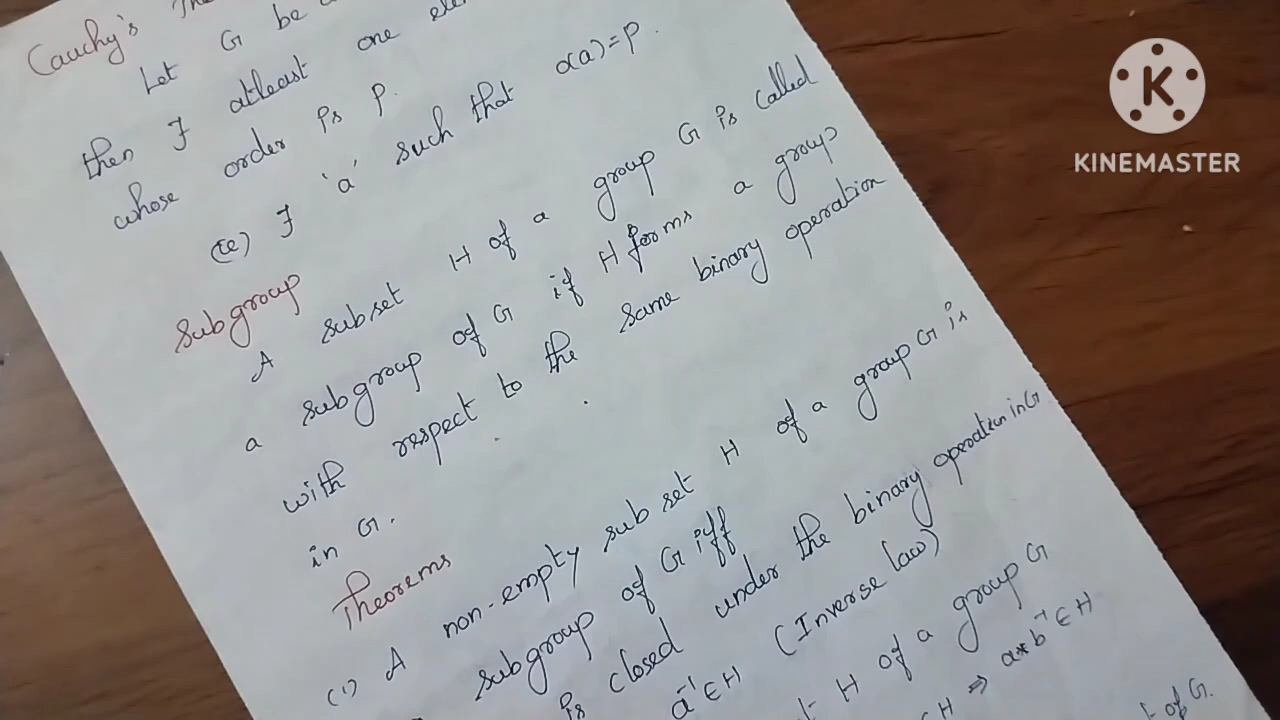 Cauchy's
Let G be
then ∃ atleast one
whose order is p.
(ie) ∃ 'a' such that o(a)=p.
Subgroup
A subset H of a group G is called
a subgroup of G if H forms a group
with respect to the same binary operation
in G.
Theorems
(1) A non-empty subset H of a group G is
subgroup of G iff
is closed under the binary operation in G
a⁻¹ ∈ H (Inverse law)
H of a group G
∈ H ⇒ a*b⁻¹ ∈ H
of G.
KINEMASTER